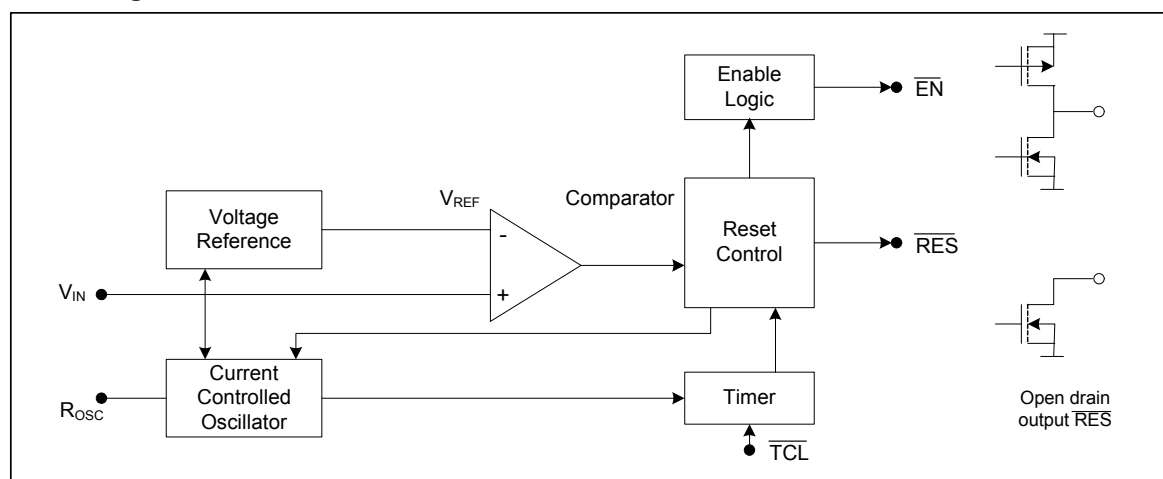 Enable
Logic
EN
Voltage
Reference
VREF
Comparator
-
+
Reset
Control
RES
VIN
ROSC
Current
Controlled
Oscillator
Timer
TCL
Open drain
output RES